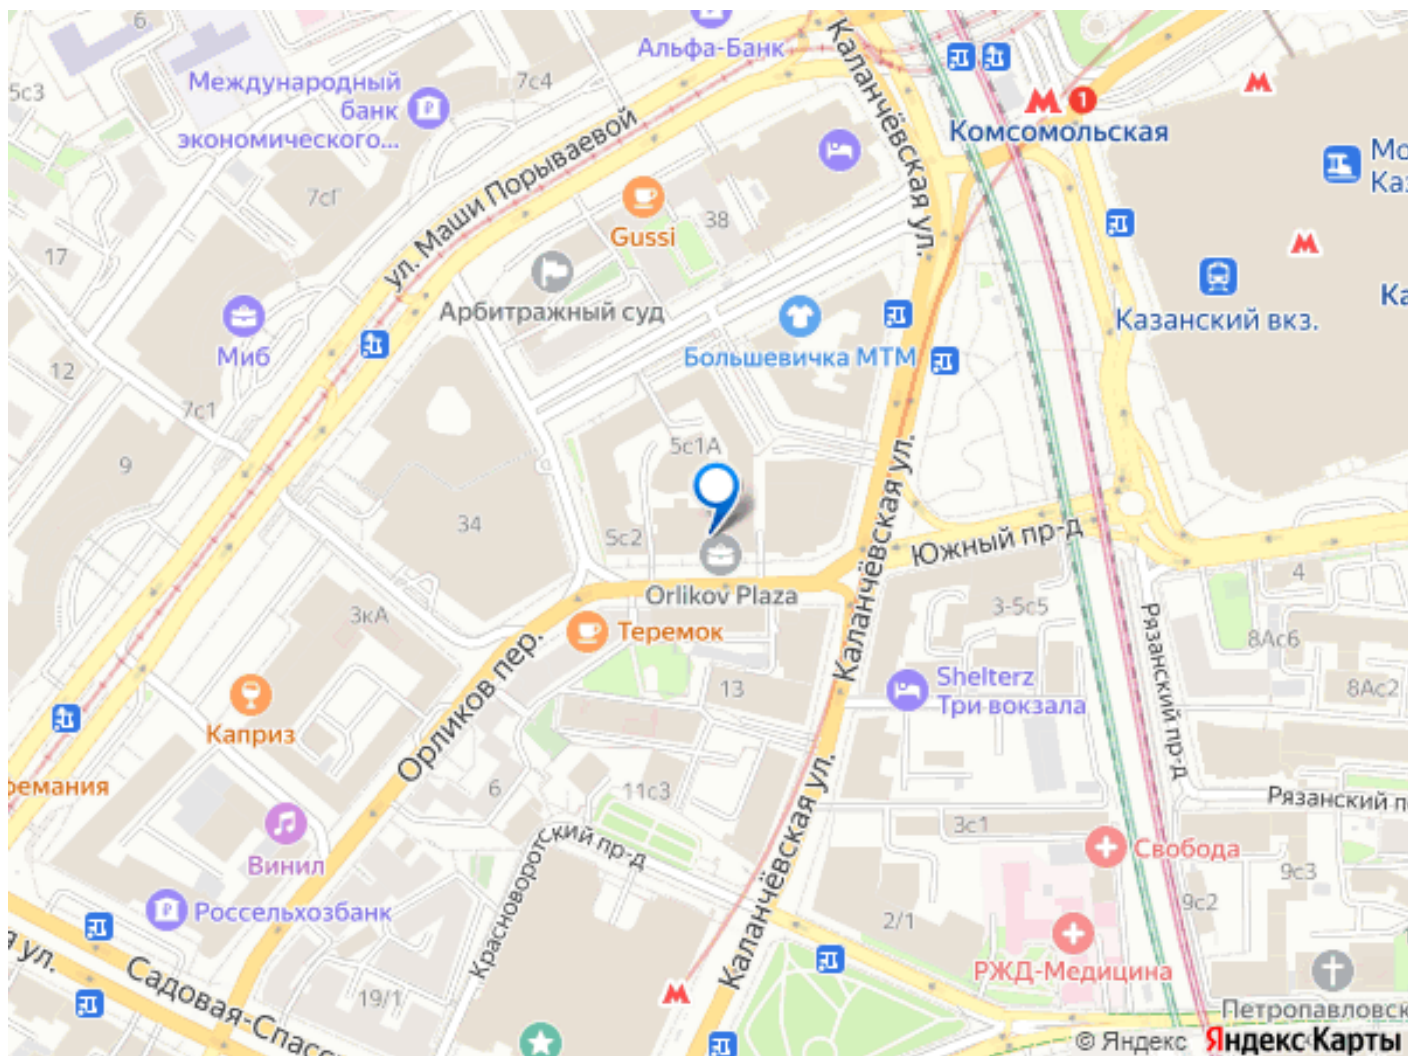 6
Альфа-Банк
Каланчёвская ул.
5с3
Международный
банк
экономического...
7с4
1
Комсомольская
Мо
Каз
7сГ
ул. Маши Порываевой
Gussi
38
17
Арбитражный суд
Казанский вкз.
Ка
Миб
Большевичка МТМ
12
7с1
9
5с1А
34
5с2
Каланчёвская ул.
Южный пр-д
Orlikov Plaza
3кА
Теремок
3-5с5
4
8Ас6
Рязанский пр-д
Орликов пер.
13
Shelterz
Три вокзала
8Ас2
Каприз
ремания
6
11с3
Рязанский п
Красноворотский пр-д
Каланчёвская ул.
3с1
Свобода
Винил
9с3
9с2
Россельхозбанк
2/1
я ул.
Садовая-Спасс
19/1
РЖД-Медицина
Петропавловск
© Яндекс Яндекс Карты